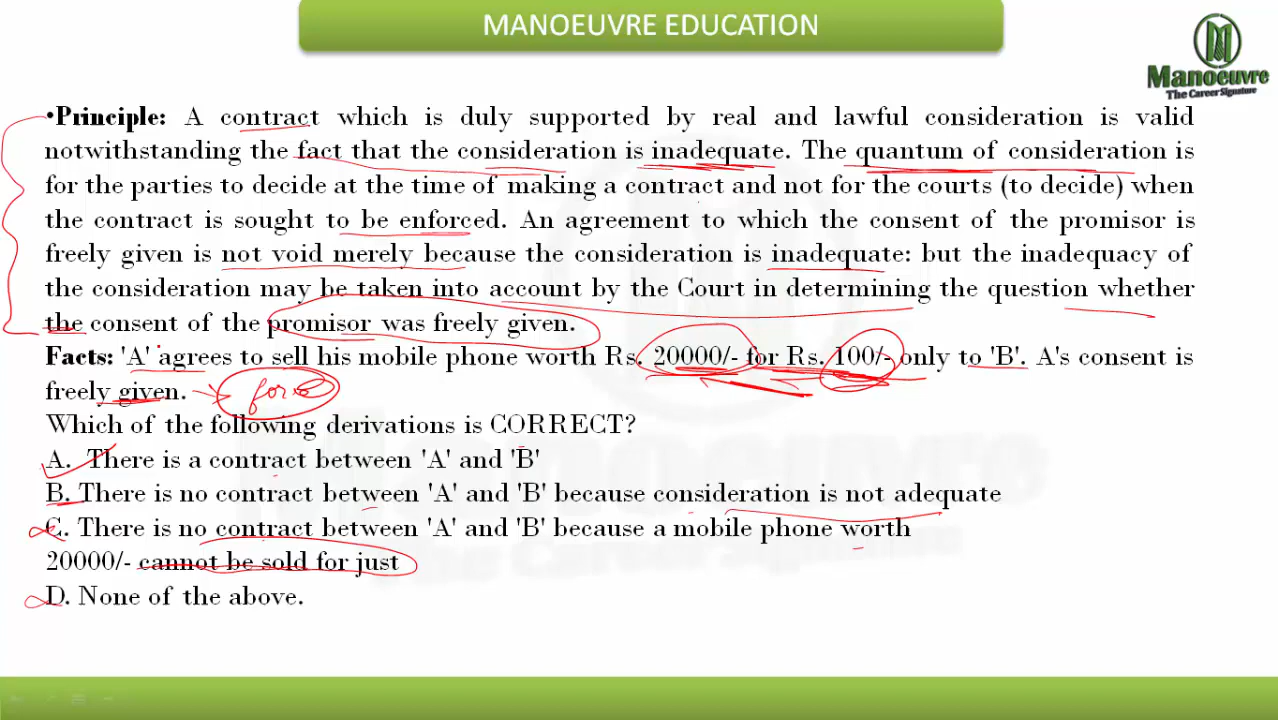 MANOEUVRE EDUCATION
Manoeuvre
The Career Signature
•Principle: A contract which is duly supported by real and lawful consideration is valid
notwithstanding the fact that the consideration is inadequate. The quantum of consideration is
for the parties to decide at the time of making a contract and not for the courts (to decide) when
the contract is sought to be enforced. An agreement to which the consent of the promisor is
freely given is not void merely because the consideration is inadequate: but the inadequacy of
the consideration may be taken into account by the Court in determining the question whether
the consent of the promisor was freely given.
Facts: 'A' agrees to sell his mobile phone worth Rs. 20000/- for Rs. 100/- only to 'B'. A's consent is
freely given.
Which of the following derivations is CORRECT?
A. There is a contract between 'A' and 'B'
B. There is no contract between 'A' and 'B' because consideration is not adequate
C. There is no contract between 'A' and 'B' because a mobile phone worth
20000/- cannot be sold for just
D. None of the above.